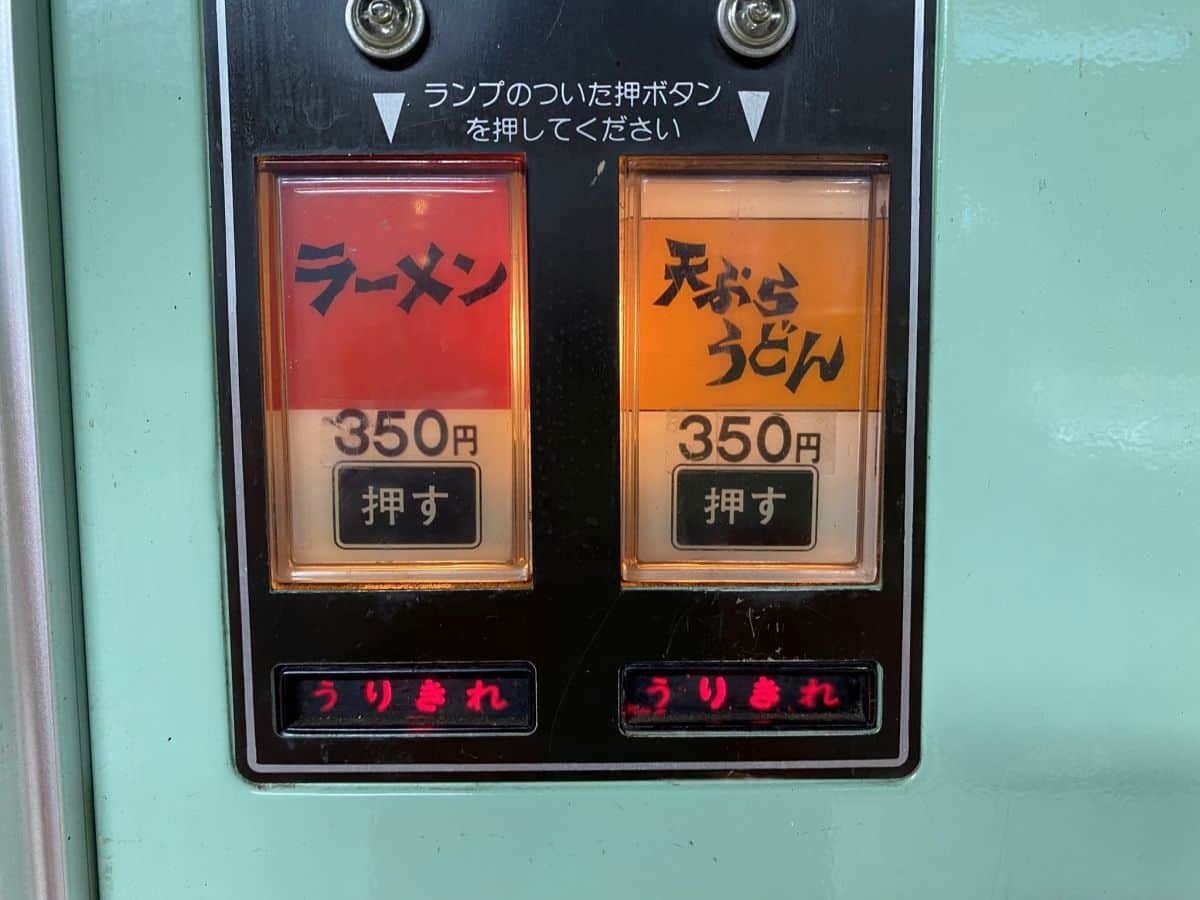 ランプのついた押ボタン
を押してください
ラーメン
350円
押す
天ぷら
うどん
350円
押す
うりきれ
うりきれ